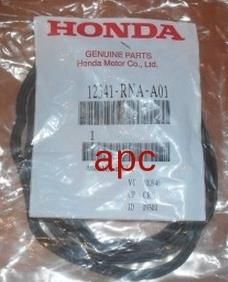 HONDA
GENUINE PARTS
Honda Motor Co., Ltd.
12341-RNA-A01
1
apc